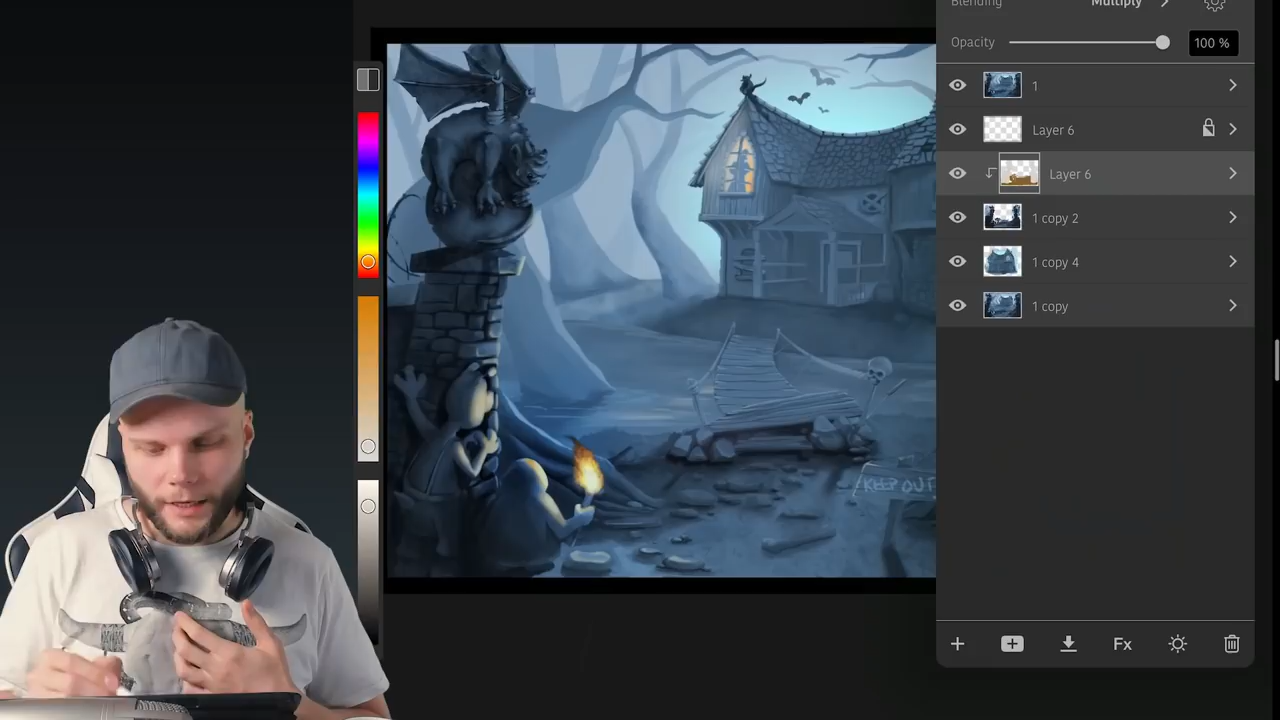 Blending Multiply
Opacity 100 %
1
Layer 6
Layer 6
1 copy 2
1 copy 4
1 copy
Fx
KEEP OUT